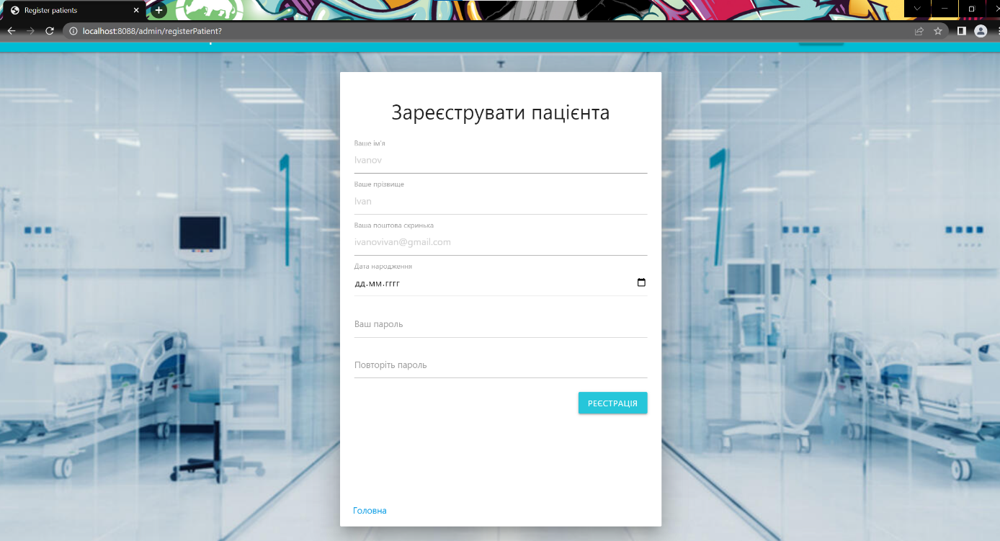 Register patients
localhost:8088/admin/registerPatient?
Зареєструвати пацієнта
Ваше ім'я
Ivanov
Ваше прізвище
Ivan
Ваша поштова скринька
ivanovivan@gmail.com
Дата народження
дд.мм.гггг
Ваш пароль
Повторіть пароль
РЕЄСТРАЦІЯ
Головна